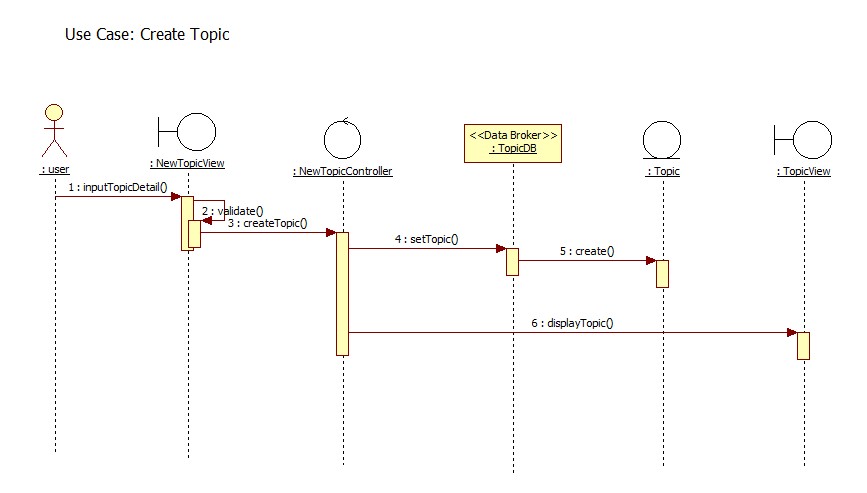 Use Case: Create Topic
<<Data Broker>>
: TopicDB
: user
: NewTopicView
: NewTopicController
: Topic
: TopicView
1 : inputTopicDetail()
2 : validate()
3 : createTopic()
4 : setTopic()
5 : create()
6 : displayTopic()